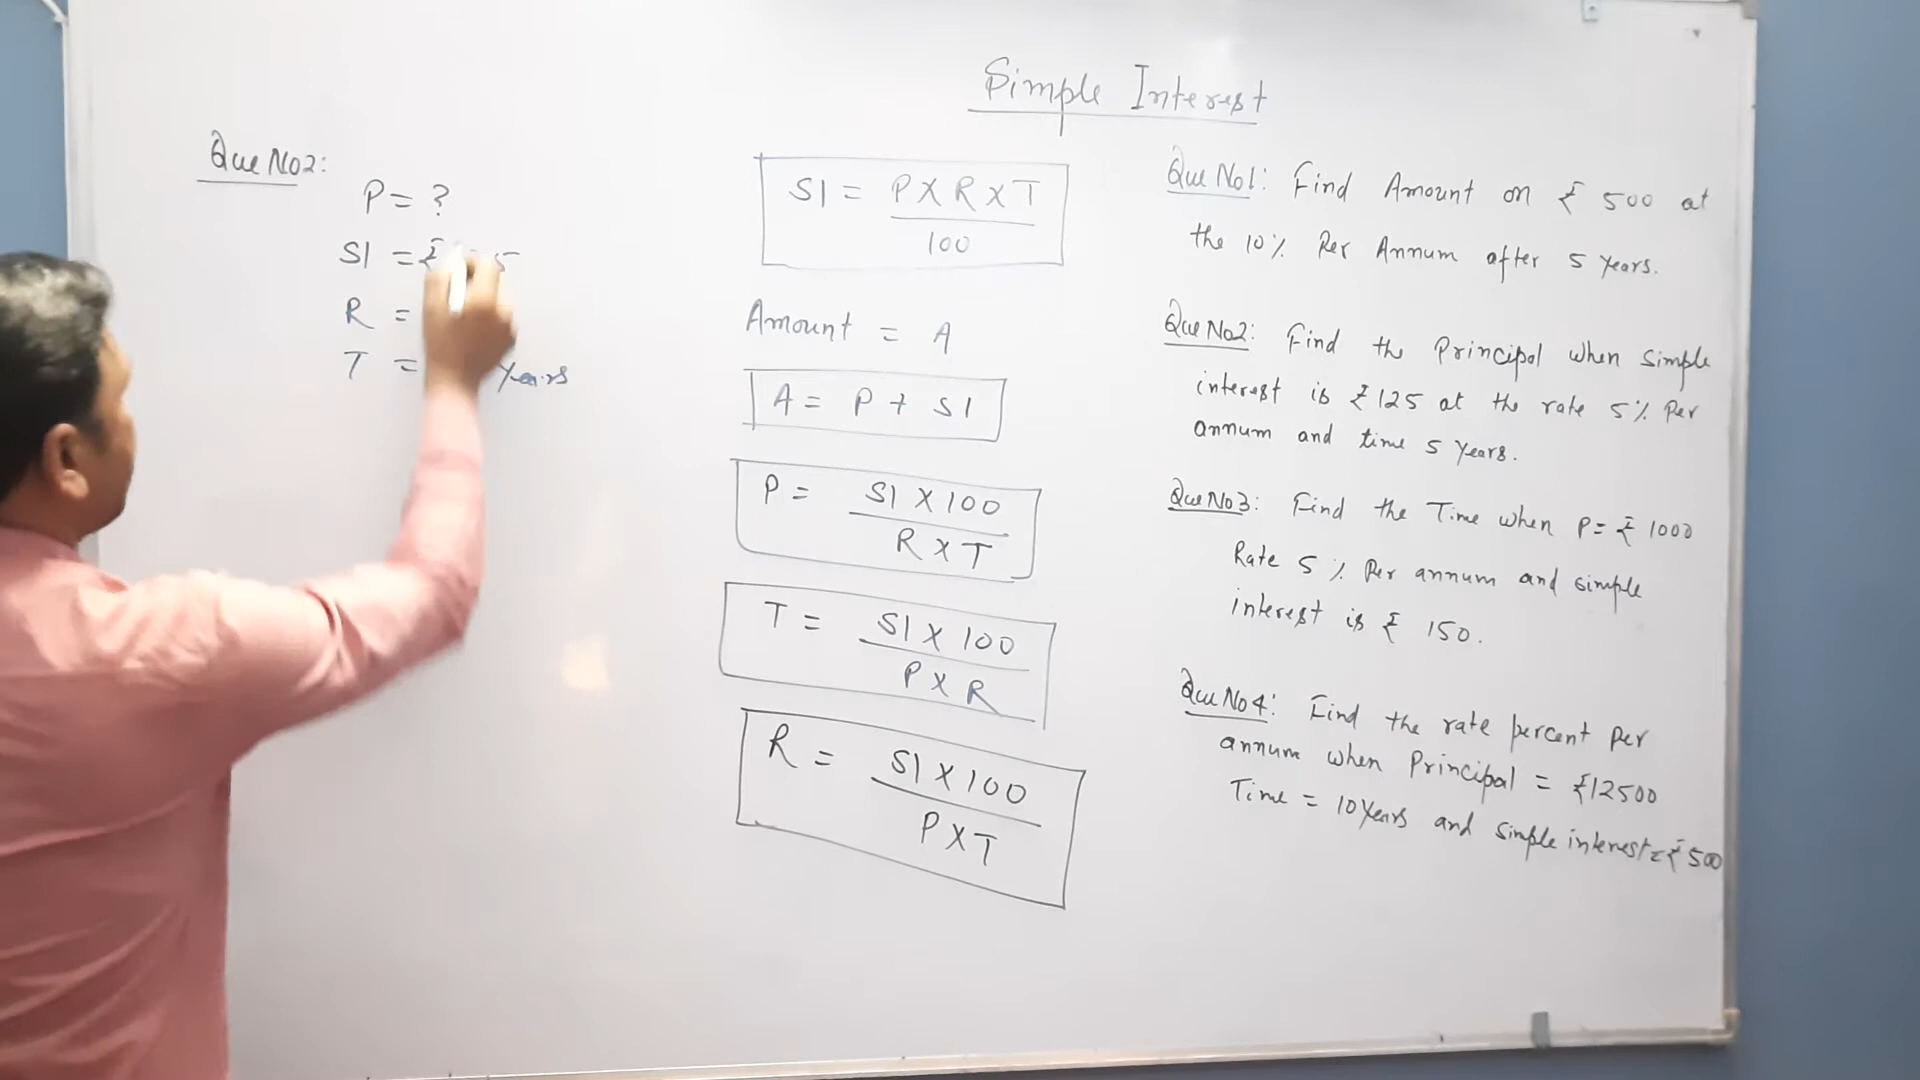 Simple Interest
Que No2:
P = ?
SI = ₹
R =
T = Years
SI = P X R X T
100
Amount = A
A = P + SI
P = SI X 100
R X T
T = SI X 100
P X R
R = SI X 100
P X T
Que No1: Find Amount on ₹ 500 at
the 10% Per Annum after 5 Years.
Que No2: Find the Principal when simple
interest is ₹ 125 at the rate 5% Per
annum and time 5 Years.
Que No3: Find the Time when P = ₹ 1000
Rate 5 % Per annum and simple
interest is ₹ 150.
Que No4: Find the rate percent Per
annum when Principal = ₹12500
Time = 10 Years and simple interest = ₹ 500